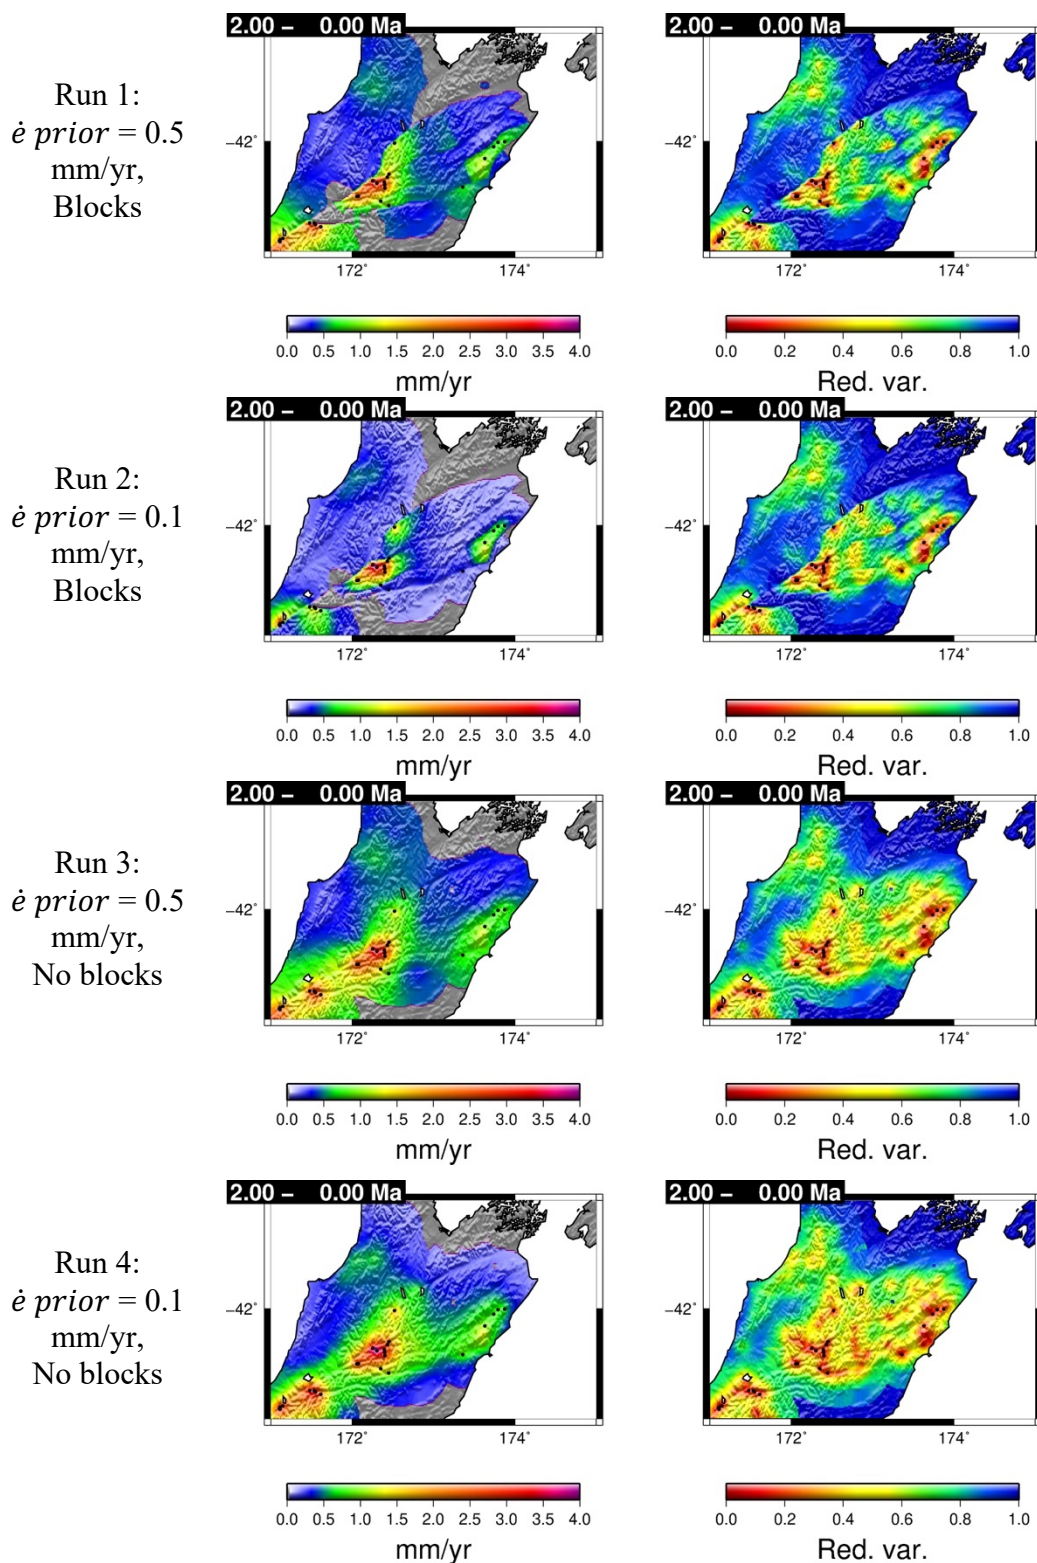 2.00 – 0.00 Ma
2.00 – 0.00 Ma
Run 1:
ė prior = 0.5
mm/yr,
Blocks
−42°
−42°
172° 174°
172° 174°
0.0 0.5 1.0 1.5 2.0 2.5 3.0 3.5 4.0
0.0 0.2 0.4 0.6 0.8 1.0
mm/yr
Red. var.
2.00 – 0.00 Ma
2.00 – 0.00 Ma
Run 2:
ė prior = 0.1
mm/yr,
Blocks
−42°
−42°
172° 174°
172° 174°
0.0 0.5 1.0 1.5 2.0 2.5 3.0 3.5 4.0
0.0 0.2 0.4 0.6 0.8 1.0
mm/yr
Red. var.
2.00 – 0.00 Ma
2.00 – 0.00 Ma
Run 3:
ė prior = 0.5
mm/yr,
No blocks
−42°
−42°
172° 174°
172° 174°
0.0 0.5 1.0 1.5 2.0 2.5 3.0 3.5 4.0
0.0 0.2 0.4 0.6 0.8 1.0
mm/yr
Red. var.
2.00 – 0.00 Ma
2.00 – 0.00 Ma
Run 4:
ė prior = 0.1
mm/yr,
No blocks
−42°
−42°
172° 174°
172° 174°
0.0 0.5 1.0 1.5 2.0 2.5 3.0 3.5 4.0
0.0 0.2 0.4 0.6 0.8 1.0
mm/yr
Red. var.